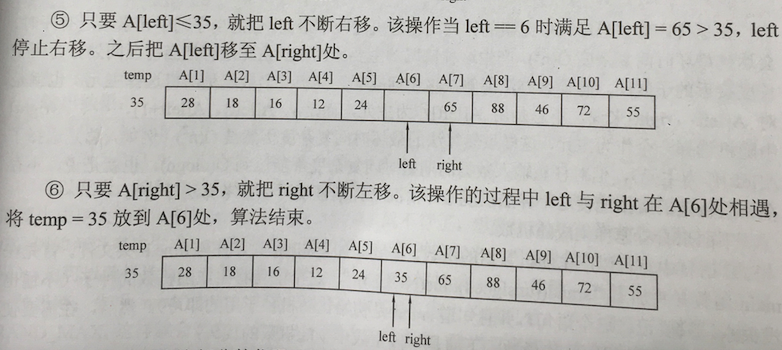 ⑤ 只要 A[left]≤35，就把 left 不断右移。该操作当 left == 6 时满足 A[left] = 65 > 35，left
停止右移。之后把 A[left]移至 A[right]处。
temp A[1] A[2] A[3] A[4] A[5] A[6] A[7] A[8] A[9] A[10] A[11]
35 28 18 16 12 24 65 88 46 72 55
left right
⑥ 只要 A[right] > 35，就把 right 不断左移。该操作的过程中 left 与 right 在 A[6]处相遇，
将 temp = 35 放到 A[6]处，算法结束。
temp A[1] A[2] A[3] A[4] A[5] A[6] A[7] A[8] A[9] A[10] A[11]
35 28 18 16 12 24 35 65 88 46 72 55
left right